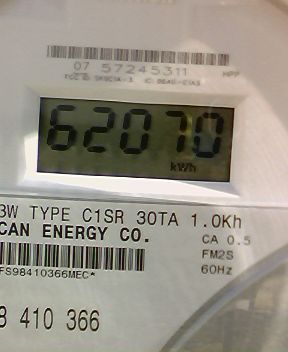 07 57245311
62070
kWh
3W TYPE C1SR 30TA 1.0Kh
CAN ENERGY CO.
CA 0.5
FM2S
60Hz
FS98410366MEC*
8 410 366